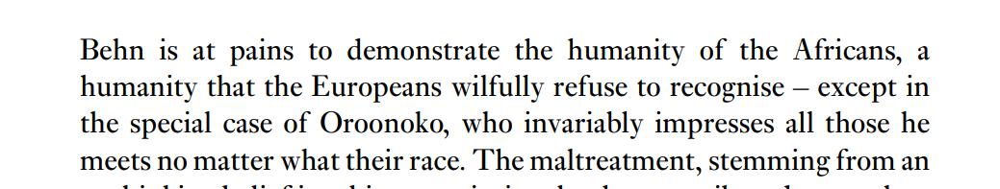 Behn is at pains to demonstrate the humanity of the Africans, a
humanity that the Europeans wilfully refuse to recognise – except in
the special case of Oroonoko, who invariably impresses all those he
meets no matter what their race. The maltreatment, stemming from an